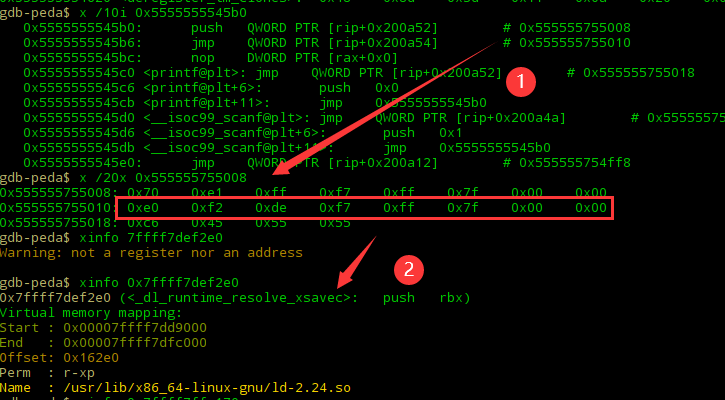 gdb-peda$ x /10i 0x5555555545b0
0x5555555545b0: push QWORD PTR [rip+0x200a52] # 0x555555755008
0x5555555545b6: jmp QWORD PTR [rip+0x200a54] # 0x555555755010
0x5555555545bc: nop DWORD PTR [rax+0x0]
0x5555555545c0 <printf@plt>: jmp QWORD PTR [rip+0x200a52] # 0x555555755018
0x5555555545c6 <printf@plt+6>: push 0x0
0x5555555545cb <printf@plt+11>: jmp 0x5555555545b0
0x5555555545d0 <__isoc99_scanf@plt>: jmp QWORD PTR [rip+0x200a4a] # 0x55555575
0x5555555545d6 <__isoc99_scanf@plt+6>: push 0x1
0x5555555545db <__isoc99_scanf@plt+11>: jmp 0x5555555545b0
0x5555555545e0: jmp QWORD PTR [rip+0x200a12] # 0x555555754ff8
gdb-peda$ x /20x 0x555555755008
0x555555755008: 0x70 0xe1 0xff 0xf7 0xff 0x7f 0x00 0x00
0x555555755010: 0xe0 0xf2 0xde 0xf7 0xff 0x7f 0x00 0x00
0x555555755018: 0xc6 0x45 0x55 0x55
gdb-peda$ xinfo 7ffff7def2e0
Warning: not a register nor an address
gdb-peda$ xinfo 0x7ffff7def2e0
0x7ffff7def2e0 (<_dl_runtime_resolve_xsavec>: push rbx)
Virtual memory mapping:
Start : 0x00007ffff7dd9000
End : 0x00007ffff7dfc000
Offset: 0x162e0
Perm : r-xp
Name : /usr/lib/x86_64-linux-gnu/ld-2.24.so
1
2